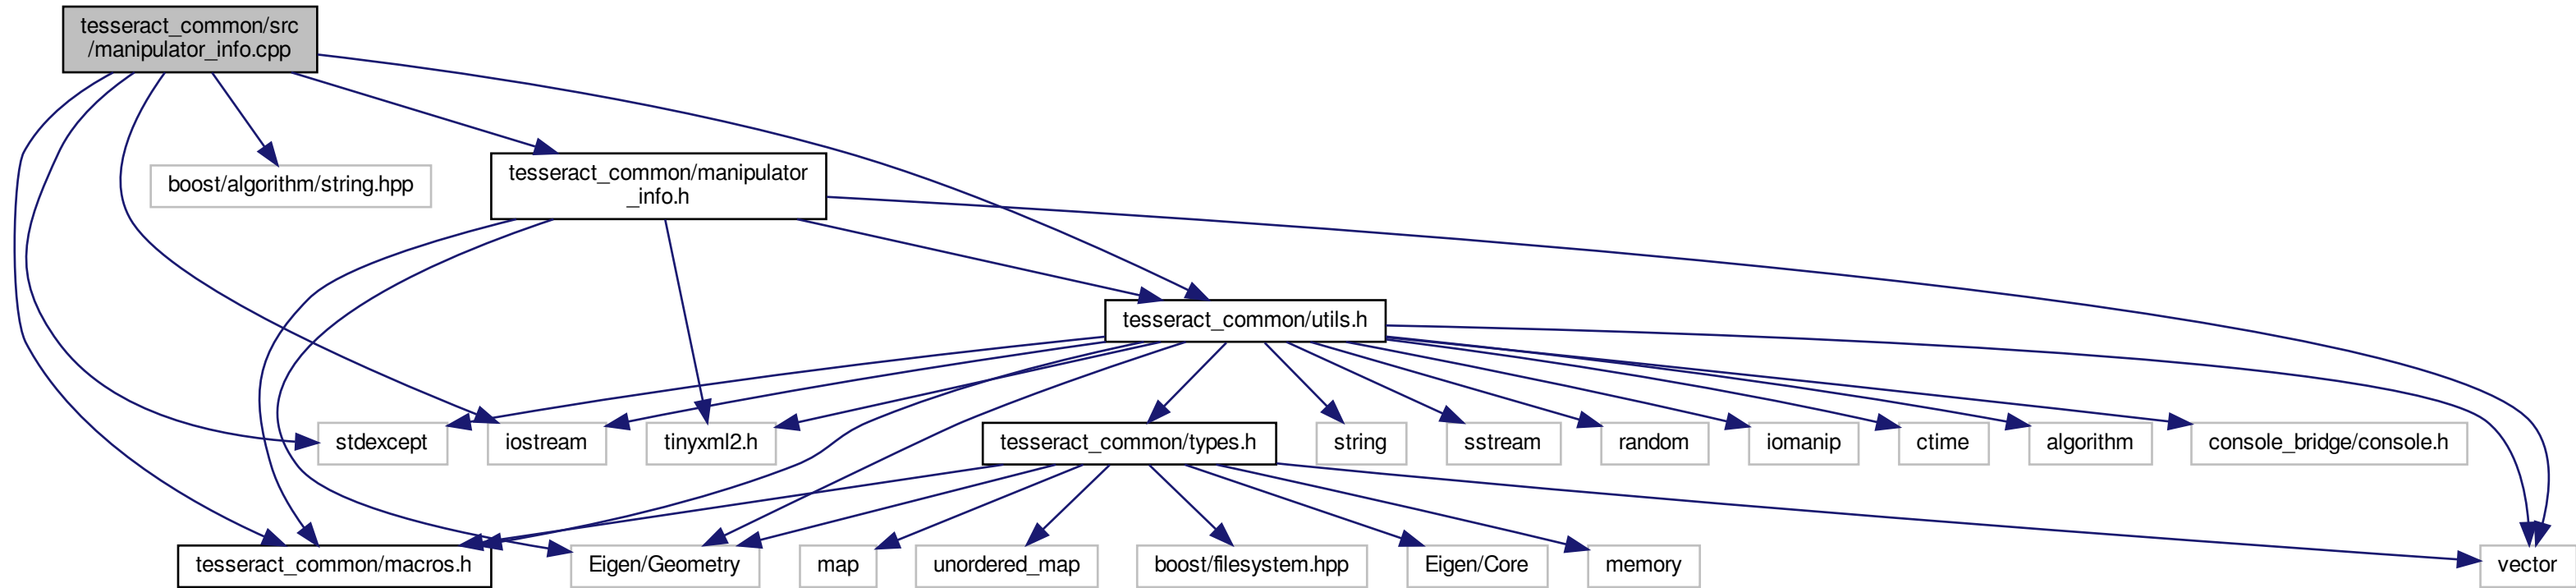 tesseract_common/src
/manipulator_info.cpp
boost/algorithm/string.hpp
tesseract_common/manipulator
_info.h
tesseract_common/utils.h
stdexcept
iostream
tinyxml2.h
tesseract_common/types.h
string
sstream
random
iomanip
ctime
algorithm
console_bridge/console.h
tesseract_common/macros.h
Eigen/Geometry
map
unordered_map
boost/filesystem.hpp
Eigen/Core
memory
vector